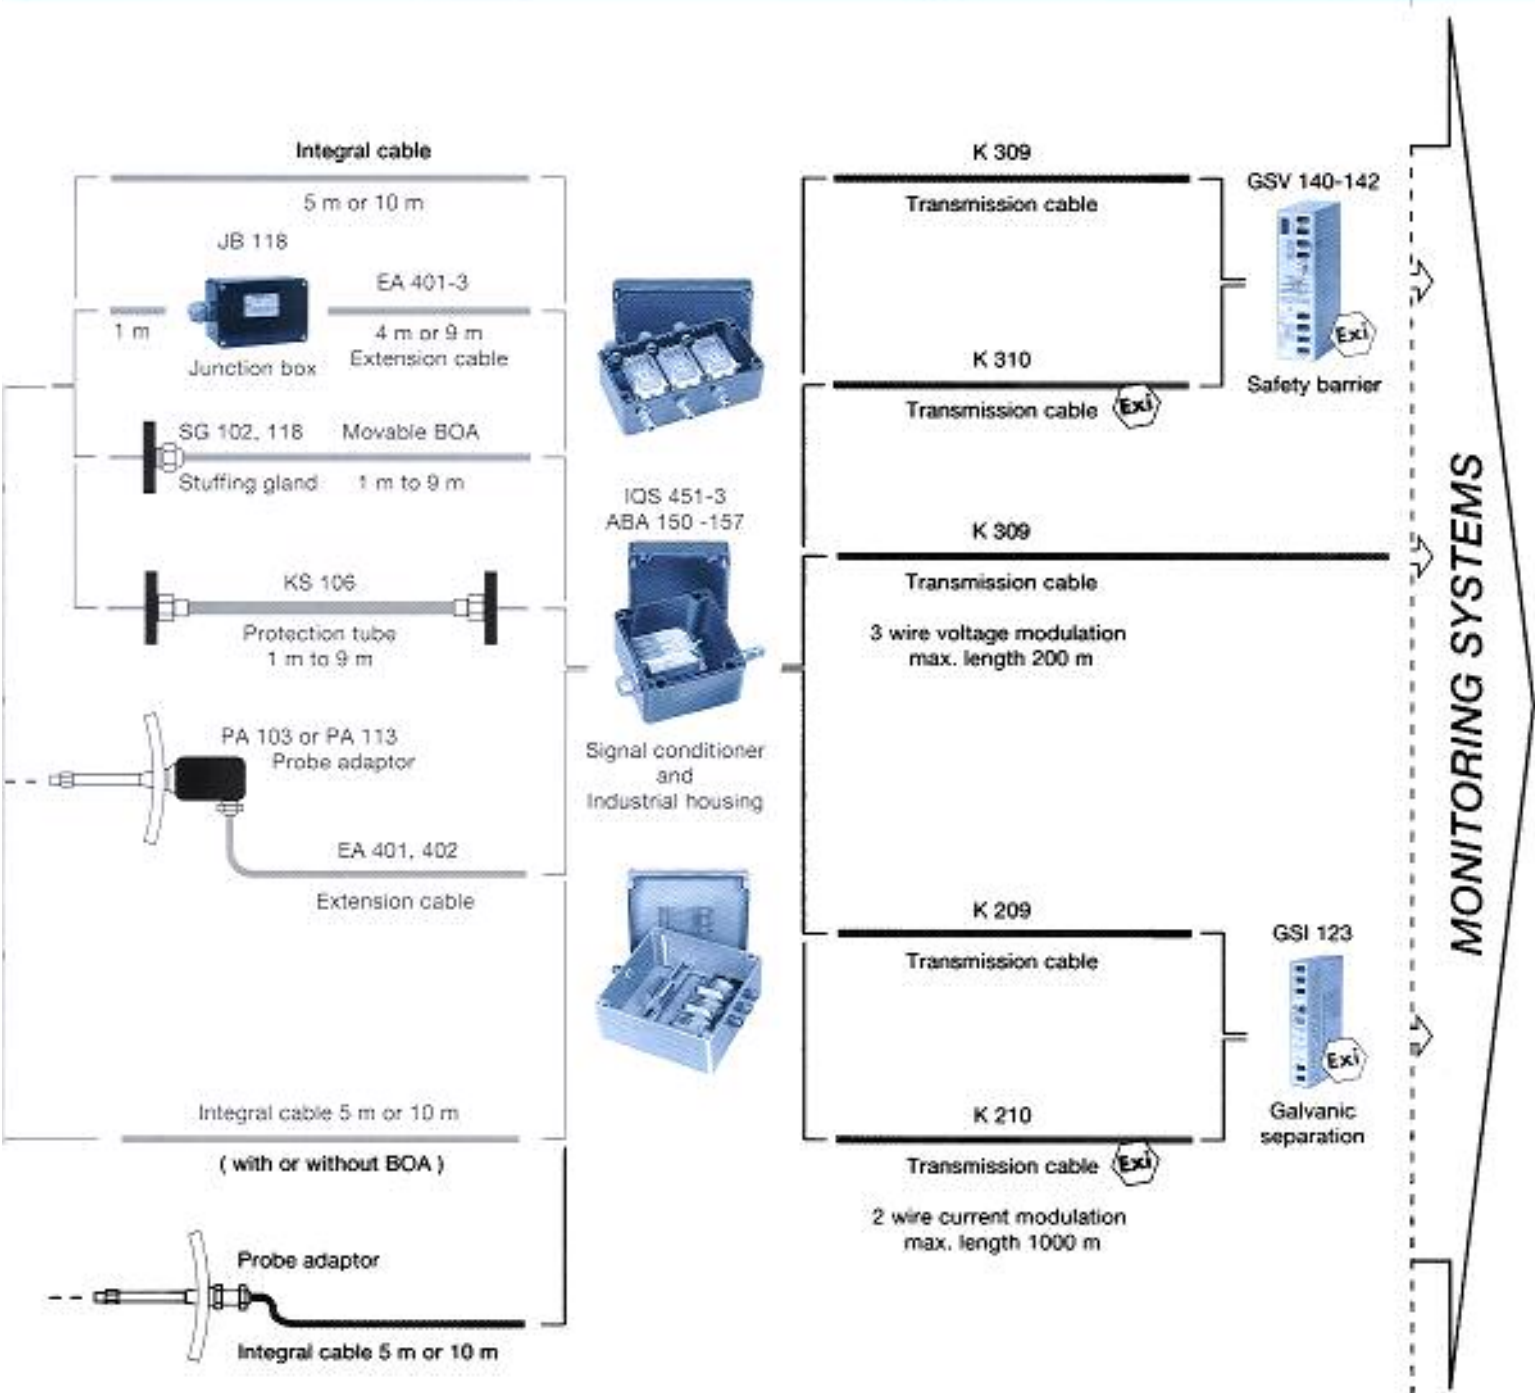 Integral cable
5 m or 10 m
JB 118
EA 401-3
1 m
4 m or 9 m
Junction box
Extension cable
SG 102, 118
Movable BOA
Stuffing gland
1 m to 9 m
KS 106
Protection tube
1 m to 9 m
PA 103 or PA 113
Probe adaptor
EA 401, 402
Extension cable
Integral cable 5 m or 10 m
( with or without BOA )
Probe adaptor
Integral cable 5 m or 10 m
IQS 451-3
ABA 150 -157
Signal conditioner
and
Industrial housing
K 309
Transmission cable
K 310
Transmission cable
Exi
K 309
Transmission cable
3 wire voltage modulation
max. length 200 m
K 209
Transmission cable
K 210
Transmission cable
Exi
2 wire current modulation
max. length 1000 m
GSV 140-142
Exi
Safety barrier
GSI 123
Exi
Galvanic
separation
MONITORING SYSTEMS